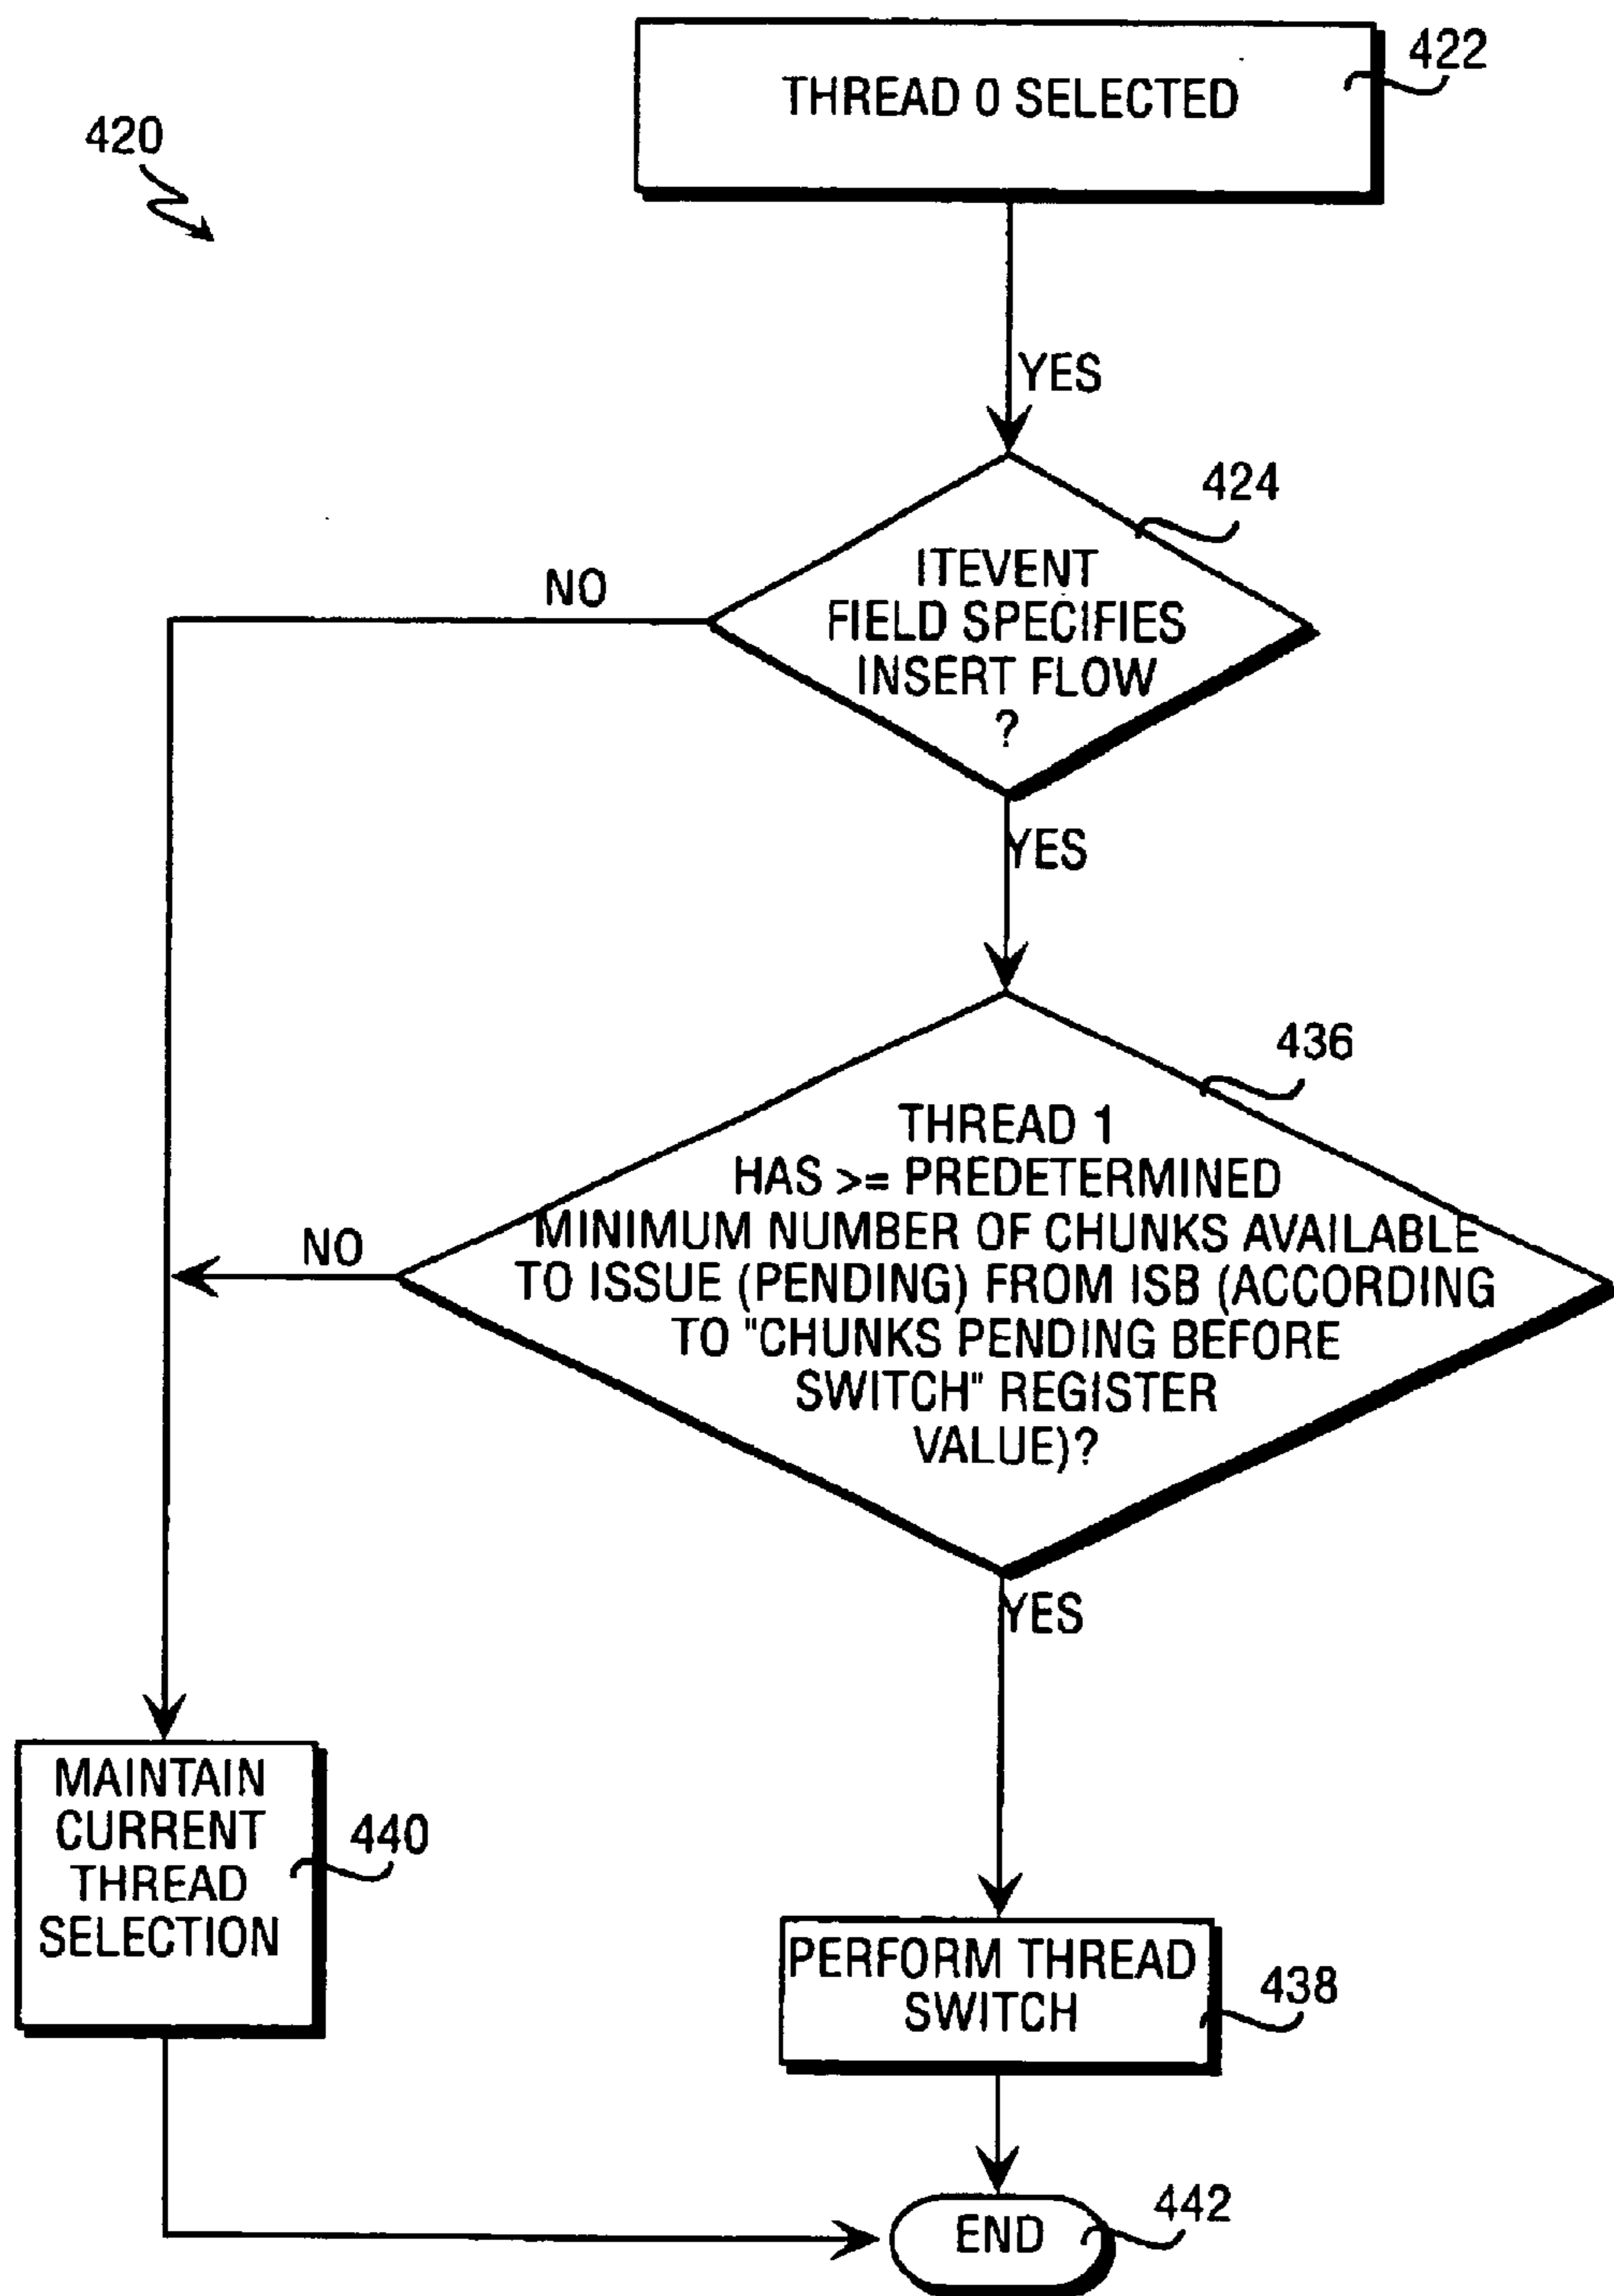 420
THREAD 0 SELECTED
422
YES
424
ITEVENT
FIELD SPECIFIES
INSERT FLOW
?
NO
YES
436
THREAD 1
HAS >= PREDETERMINED
MINIMUM NUMBER OF CHUNKS AVAILABLE
TO ISSUE (PENDING) FROM ISB (ACCORDING
TO "CHUNKS PENDING BEFORE
SWITCH" REGISTER
VALUE)?
NO
YES
MAINTAIN
CURRENT
THREAD
SELECTION
440
PERFORM THREAD
SWITCH
438
END
442